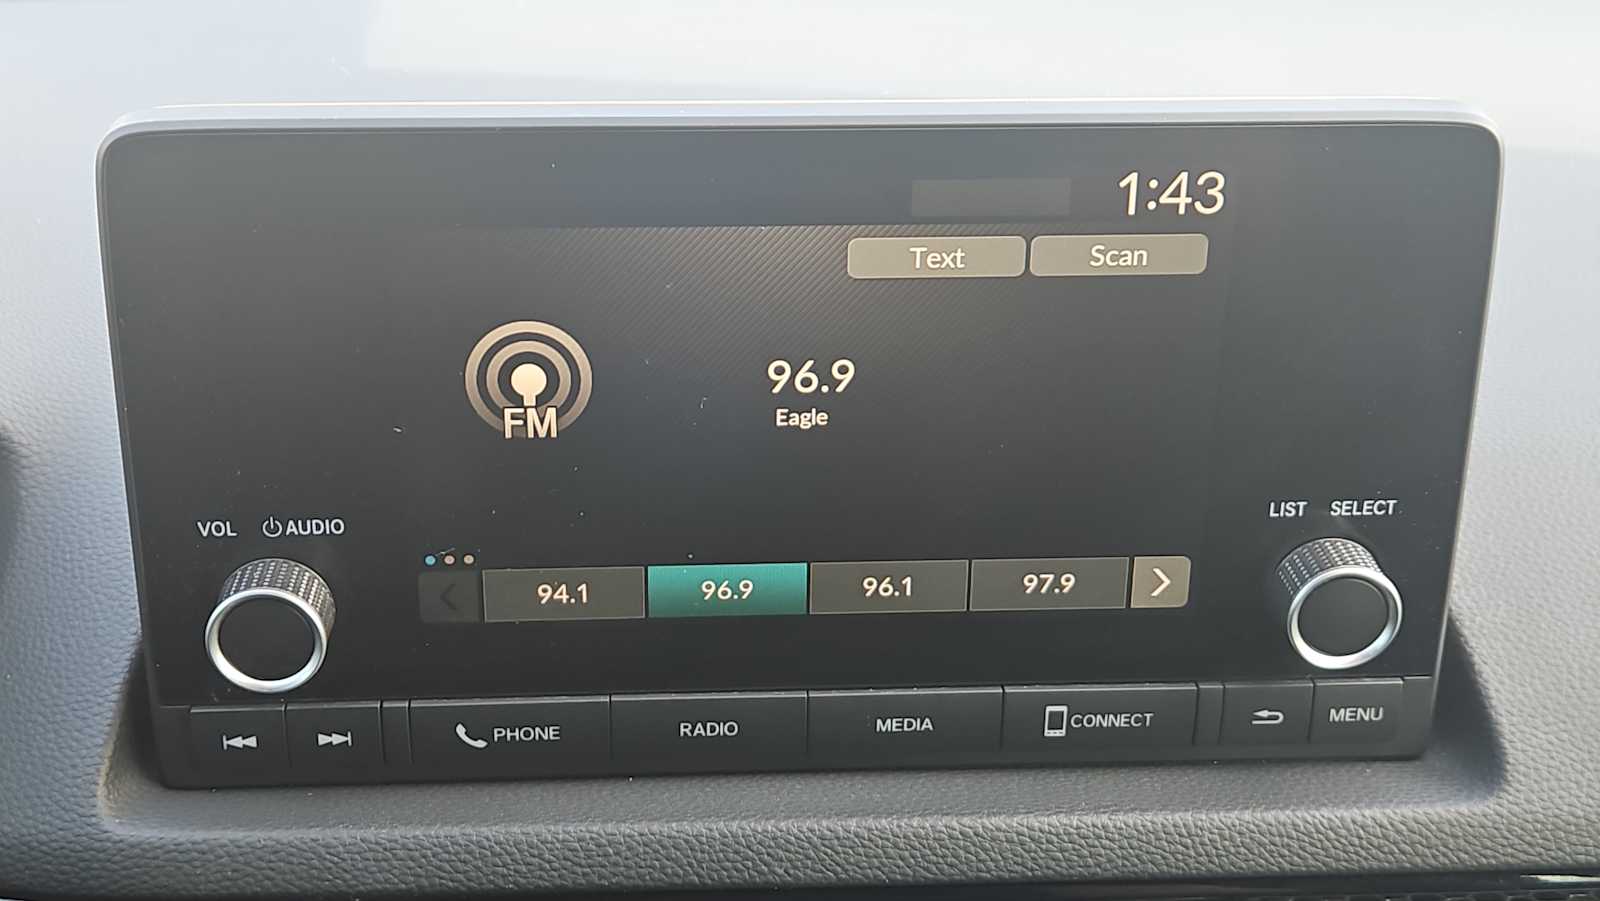 1:43
Text Scan
FM
96.9
Eagle
VOL AUDIO
LIST SELECT
94.1 96.9 96.1 97.9
PHONE RADIO MEDIA CONNECT MENU